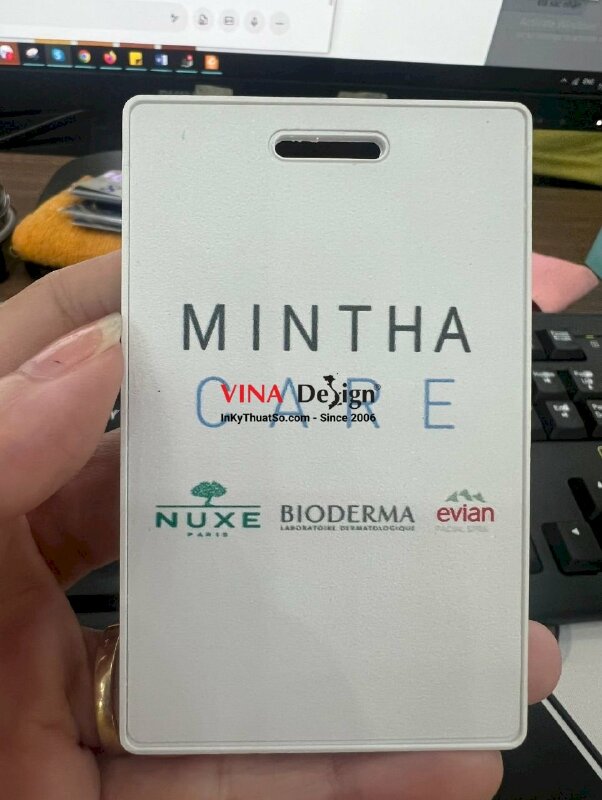 MINTHA
CARE
VINA Design®
InKyThuatSo.com - Since 2006
NUXE
PARIS
BIODERMA
LABORATOIRE DERMATOLOGIQUE
evian